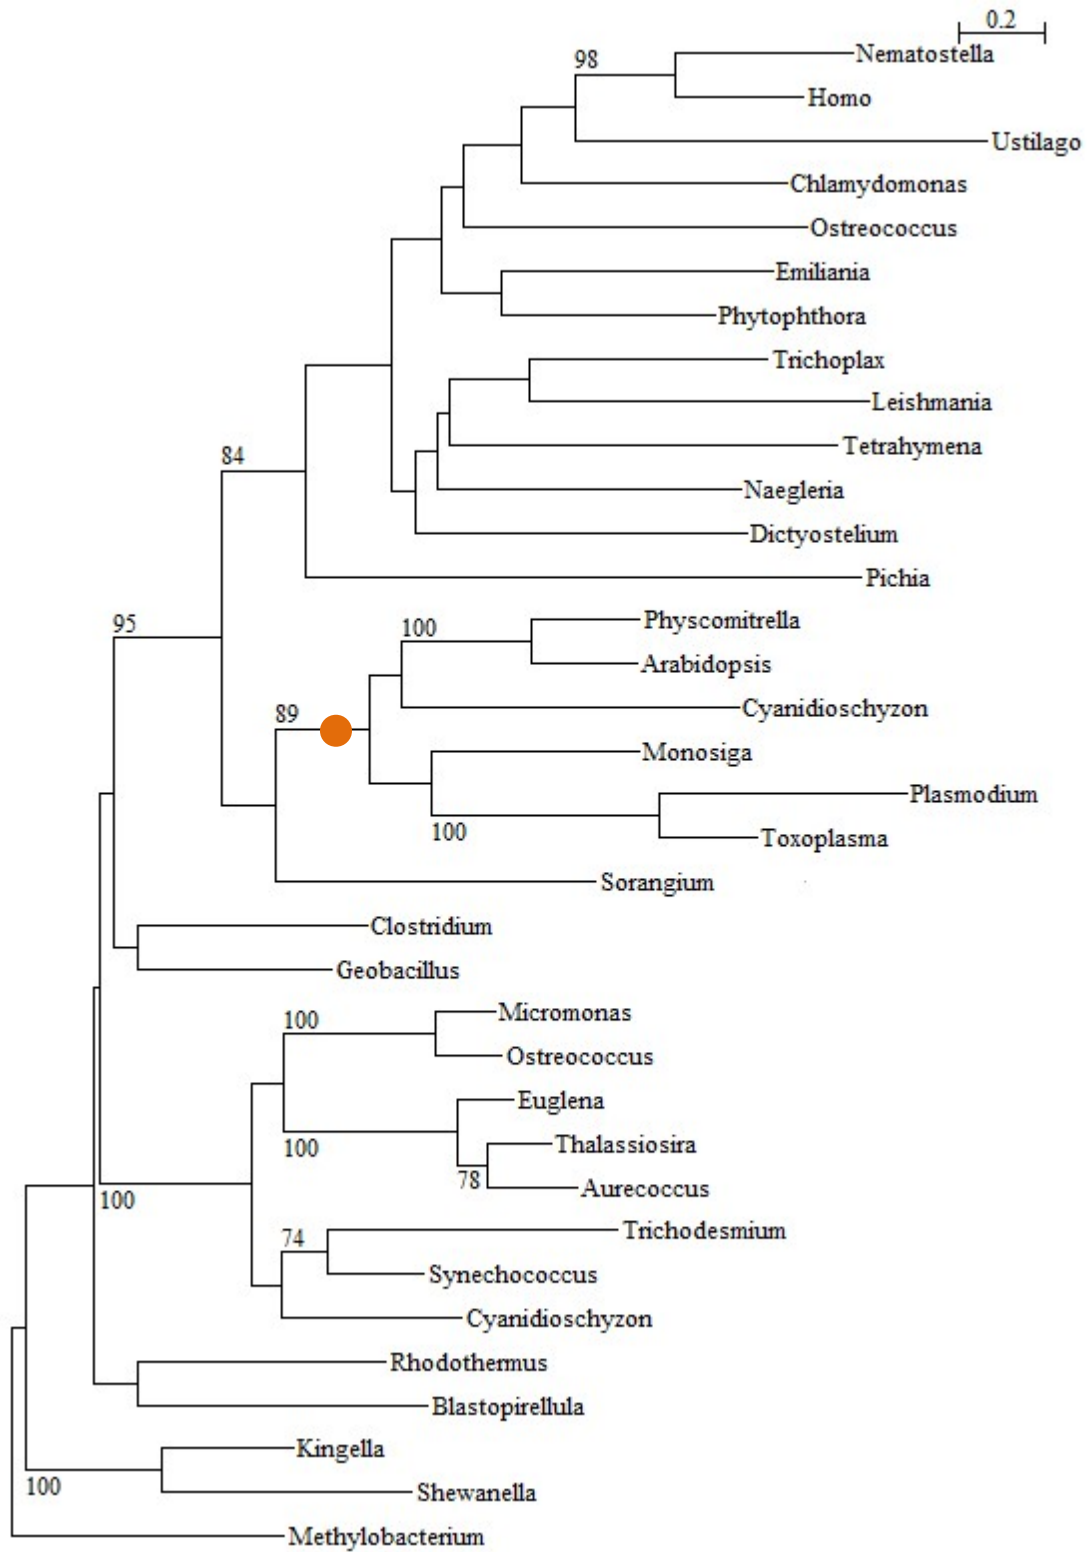 0.2
98
Nematostella
Homo
Ustilago
Chlamydomonas
Ostreococcus
Emiliania
Phytophthora
Trichoplax
Leishmania
84
Tetrahymena
Naegleria
Dictyostelium
Pichia
95
100
Physcomitrella
Arabidopsis
89
Cyanidioschyzon
Monosiga
Plasmodium
100
Toxoplasma
Sorangium
Clostridium
Geobacillus
100
Micromonas
Ostreococcus
Euglena
100
Thalassiosira
78
Aurecoccus
100
Trichodesmium
74
Synechococcus
Cyanidioschyzon
Rhodothermus
Blastopirellula
Kingella
100
Shewanella
Methylobacterium